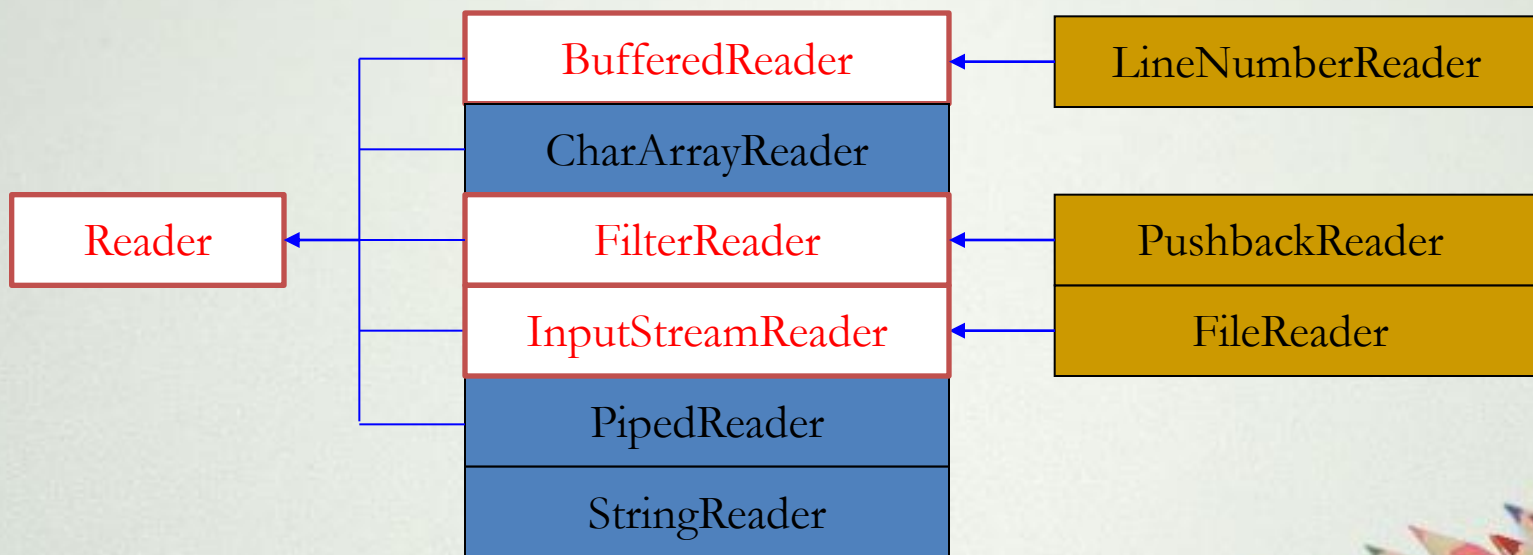 BufferedReader
LineNumberReader
CharArrayReader
Reader
FilterReader
PushbackReader
InputStreamReader
FileReader
PipedReader
StringReader